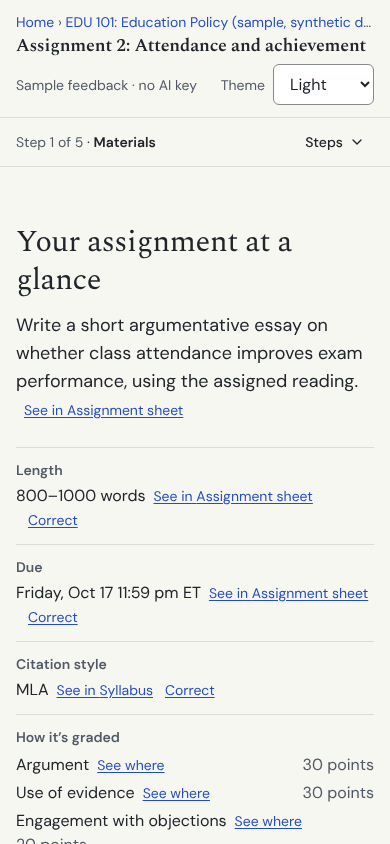 Home › EDU 101: Education Policy (sample, synthetic d…
Assignment 2: Attendance and achievement
Sample feedback · no AI key Theme Light
Step 1 of 5 · Materials Steps
Your assignment at a
glance
Write a short argumentative essay on
whether class attendance improves exam
performance, using the assigned reading.
See in Assignment sheet
Length
800–1000 words See in Assignment sheet
Correct
Due
Friday, Oct 17 11:59 pm ET See in Assignment sheet
Correct
Citation style
MLA See in Syllabus Correct
How it’s graded
Argument See where 30 points
Use of evidence See where 30 points
Engagement with objections See where
20 points